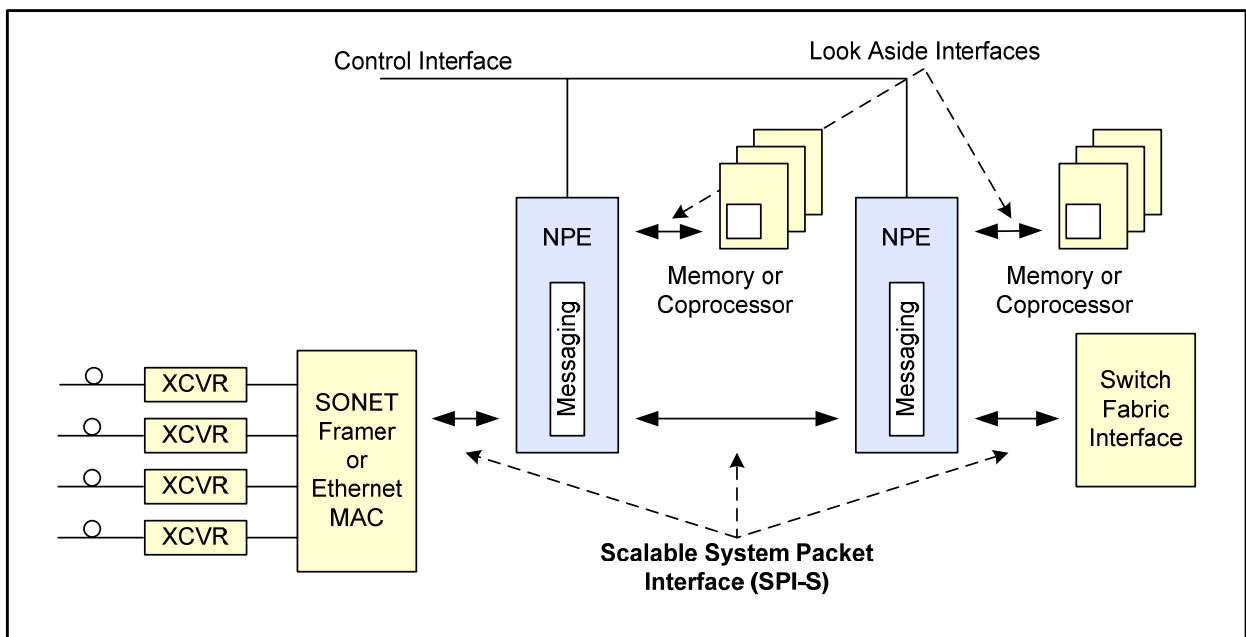 Control Interface
Look Aside Interfaces
NPE
Messaging
Memory or
Coprocessor
NPE
Messaging
Memory or
Coprocessor
XCVR
XCVR
XCVR
XCVR
SONET
Framer
or
Ethernet
MAC
Switch
Fabric
Interface
Scalable System Packet
Interface (SPI-S)